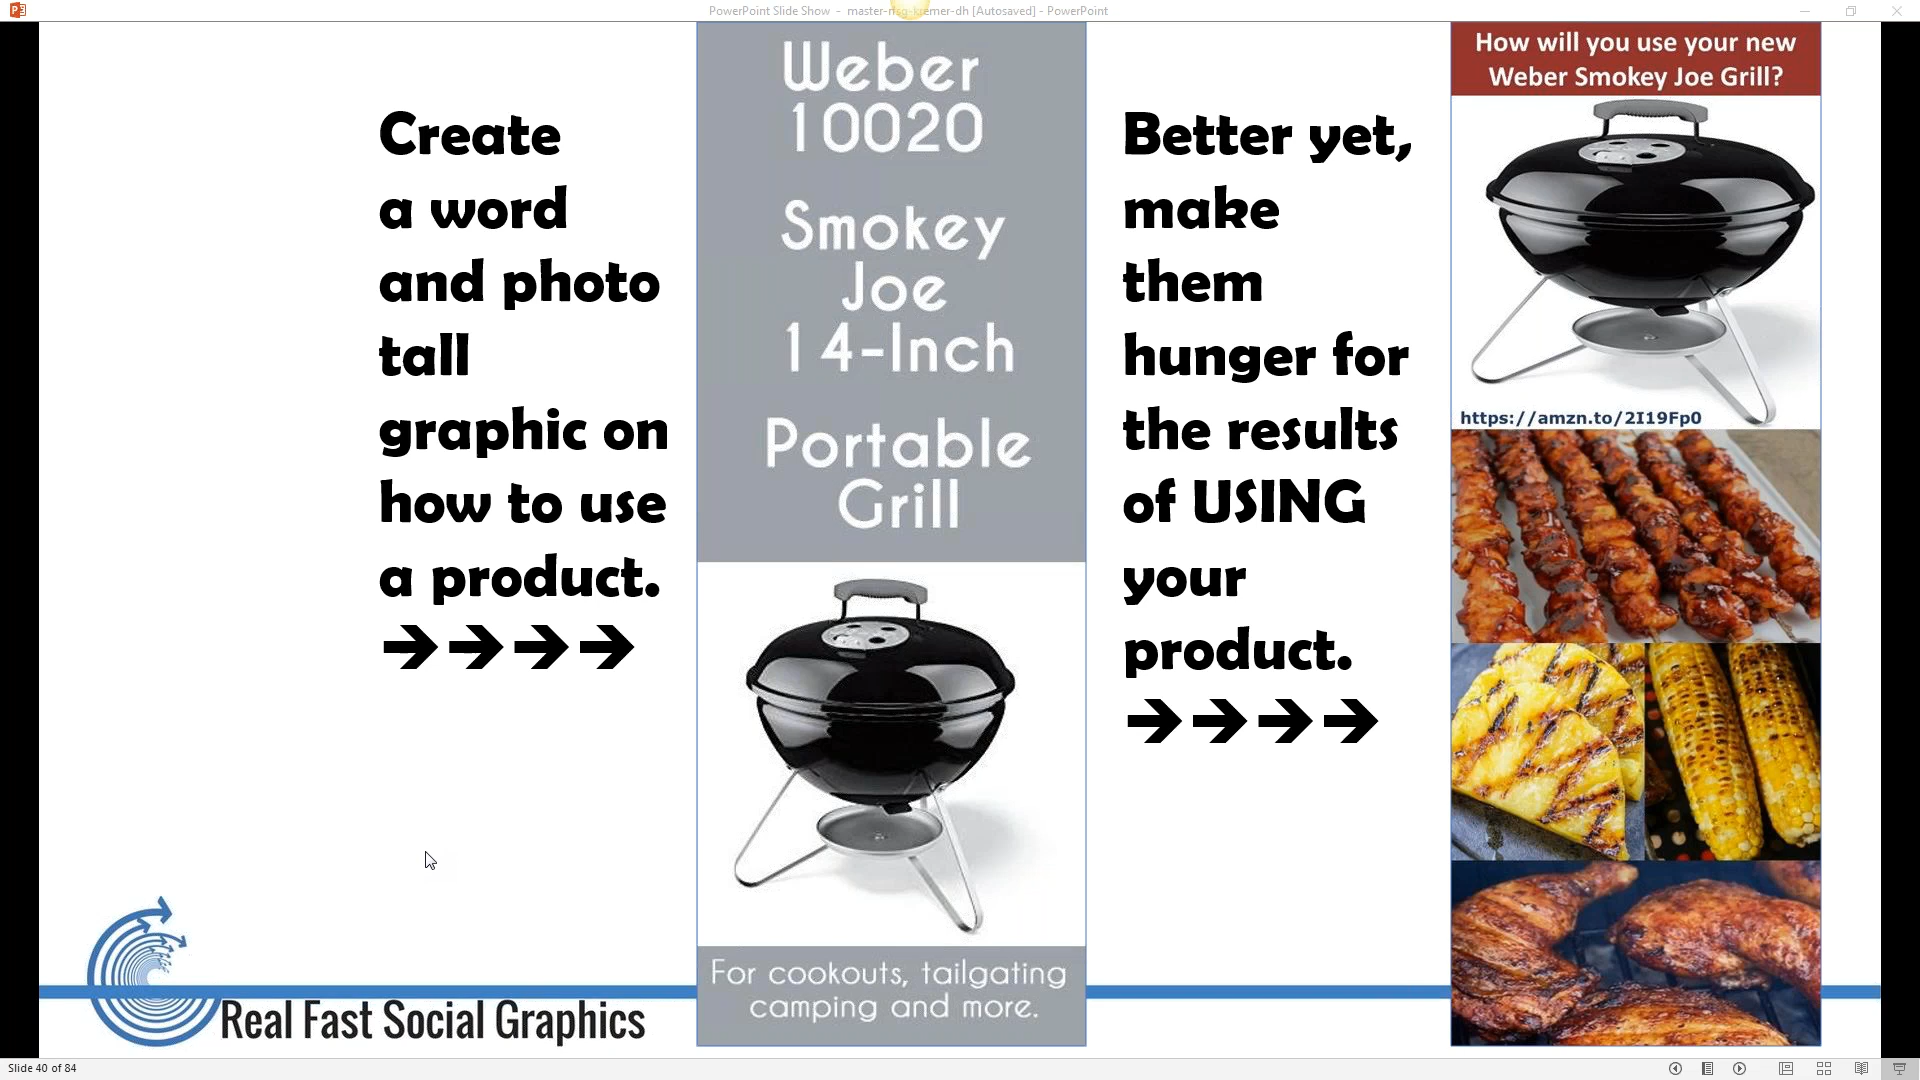 PowerPoint Slide Show - master-rfsg-kremer-dh [Autosaved] - PowerPoint
Create
a word
and photo
tall
graphic on
how to use
a product.
→→→→
Weber
10020
Smokey
Joe
14-Inch
Portable
Grill
For cookouts, tailgating
camping and more.
Better yet,
make
them
hunger for
the results
of USING
your
product.
→→→→
How will you use your new
Weber Smokey Joe Grill?
https://amzn.to/2I19Fp0
Real Fast Social Graphics
Slide 40 of 84